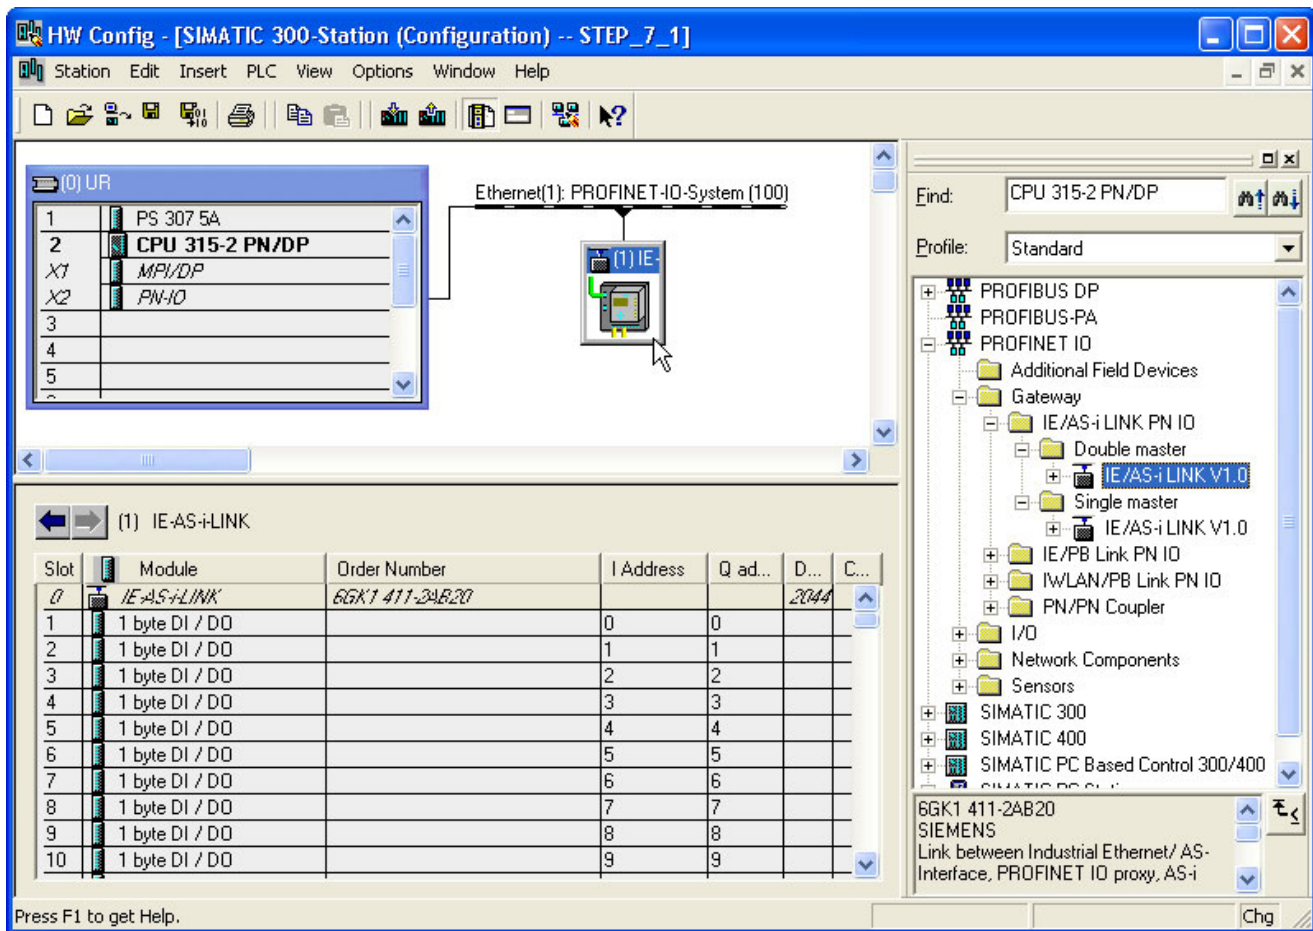 HW Config - [SIMATIC 300-Station (Configuration) -- STEP_7_1]
Station Edit Insert PLC View Options Window Help
(0) UR
1 PS 307 5A
2 CPU 315-2 PN/DP
X1 MPI/DP
X2 PN-IO
3
4
5
Ethernet(1): PROFINET-IO-System (100)
(1) IE-
Find: CPU 315-2 PN/DP
Profile: Standard
PROFIBUS DP
PROFIBUS-PA
PROFINET IO
Additional Field Devices
Gateway
IE/AS-i LINK PN IO
Double master
IE/AS-i LINK V1.0
Single master
IE/AS-i LINK V1.0
IE/PB Link PN IO
IWLAN/PB Link PN IO
PN/PN Coupler
I/O
Network Components
Sensors
SIMATIC 300
SIMATIC 400
SIMATIC PC Based Control 300/400
6GK1 411-2AB20
SIEMENS
Link between Industrial Ethernet/ AS-
Interface, PROFINET IO proxy, AS-i
(1) IE-AS-i-LINK
Slot Module Order Number I Address Q ad... D... C...
0 IE-AS-i-LINK 6GK1 411-2AB20 2044
1 1 byte DI / DO 0 0
2 1 byte DI / DO 1 1
3 1 byte DI / DO 2 2
4 1 byte DI / DO 3 3
5 1 byte DI / DO 4 4
6 1 byte DI / DO 5 5
7 1 byte DI / DO 6 6
8 1 byte DI / DO 7 7
9 1 byte DI / DO 8 8
10 1 byte DI / DO 9 9
Press F1 to get Help.
Chg